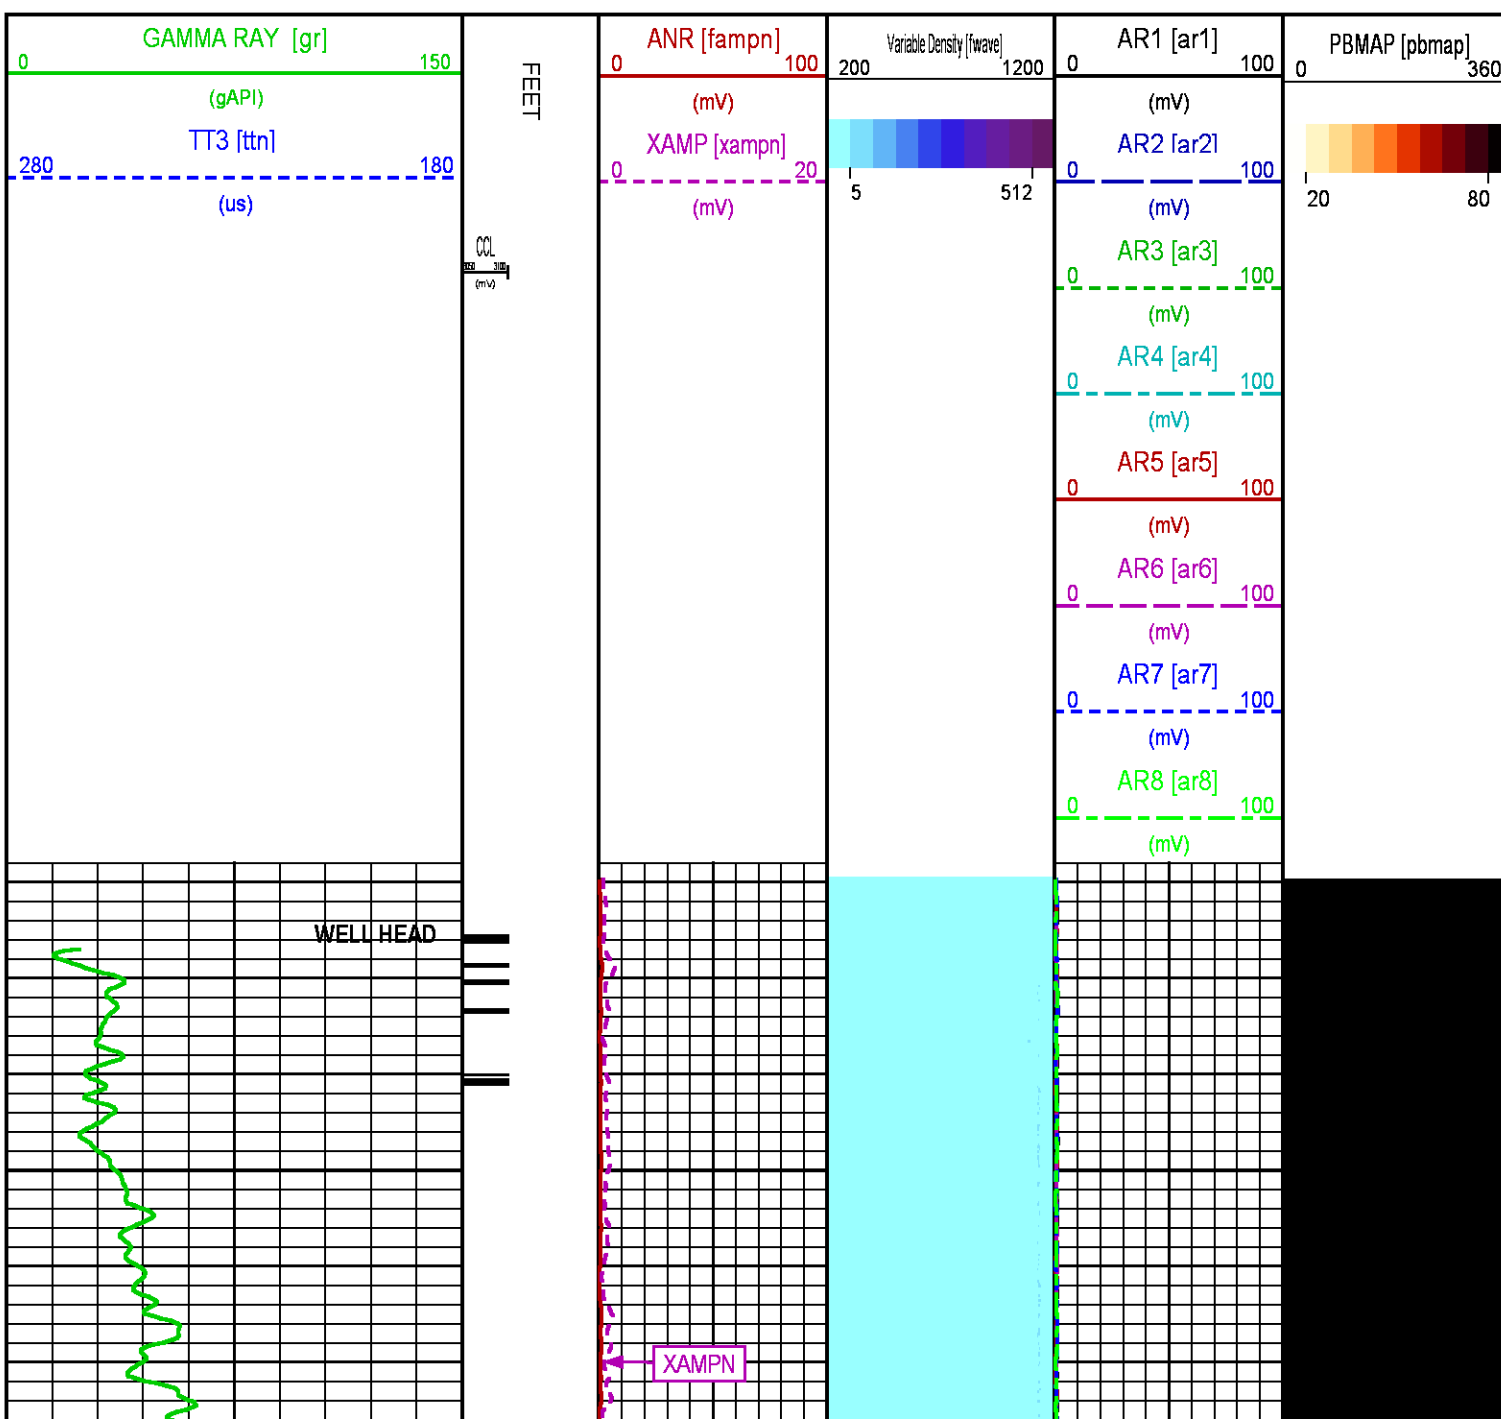 GAMMA RAY [gr]
0 150
(gAPI)
TT3 [ttn]
280 180
(us)
FEET
CCL
3100
(mV)
ANR [fampn]
0 100
(mV)
XAMP [xampn]
0 20
(mV)
Variable Density [fwave]
200 1200
5 512
AR1 [ar1]
0 100
(mV)
AR2 [ar2]
0 100
(mV)
AR3 [ar3]
0 100
(mV)
AR4 [ar4]
0 100
(mV)
AR5 [ar5]
0 100
(mV)
AR6 [ar6]
0 100
(mV)
AR7 [ar7]
0 100
(mV)
AR8 [ar8]
0 100
(mV)
PBMAP [pbmap]
0 360
20 80
WELL HEAD
XAMPN